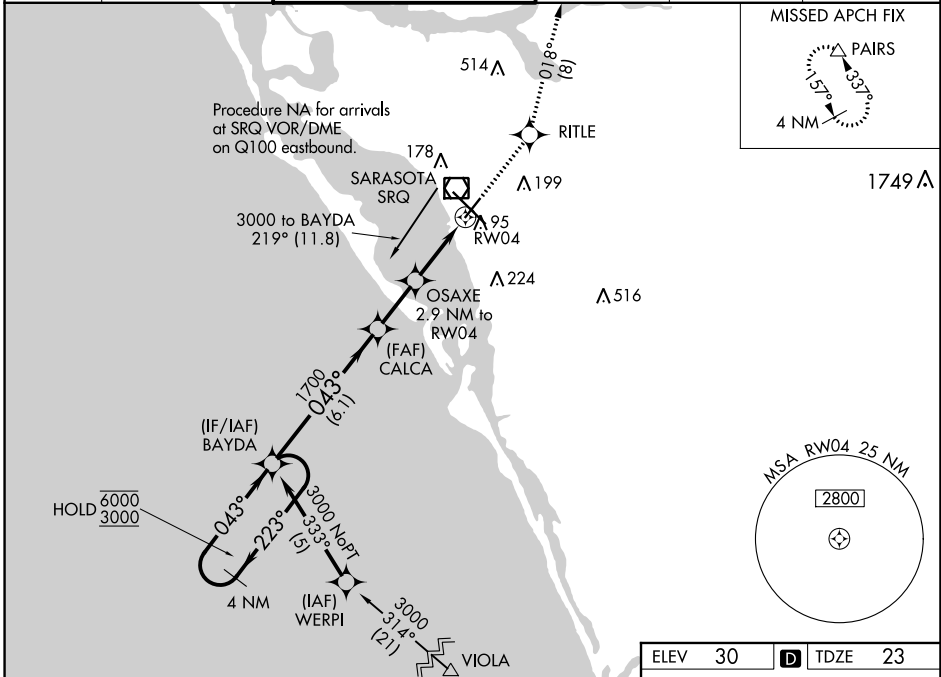 MISSED APCH FIX
PAIRS
157°
337°
4 NM
514
018°
(8)
Procedure NA for arrivals
at SRQ VOR/DME
on Q100 eastbound.
RITLE
178
SARASOTA
SRQ
199
1749
3000 to BAYDA
219° (11.8)
95
RW04
224
516
OSAXE
2.9 NM to
RW04
(FAF)
CALCA
1700
043°
(6.1)
(IF/IAF)
BAYDA
MSA RW04 25 NM
2800
HOLD 6000
3000
043°
223°
3000 NoPT
333°
(5)
4 NM
(IAF)
WERPI
3000
314°
(21)
VIOLA
ELEV 30 D TDZE 23